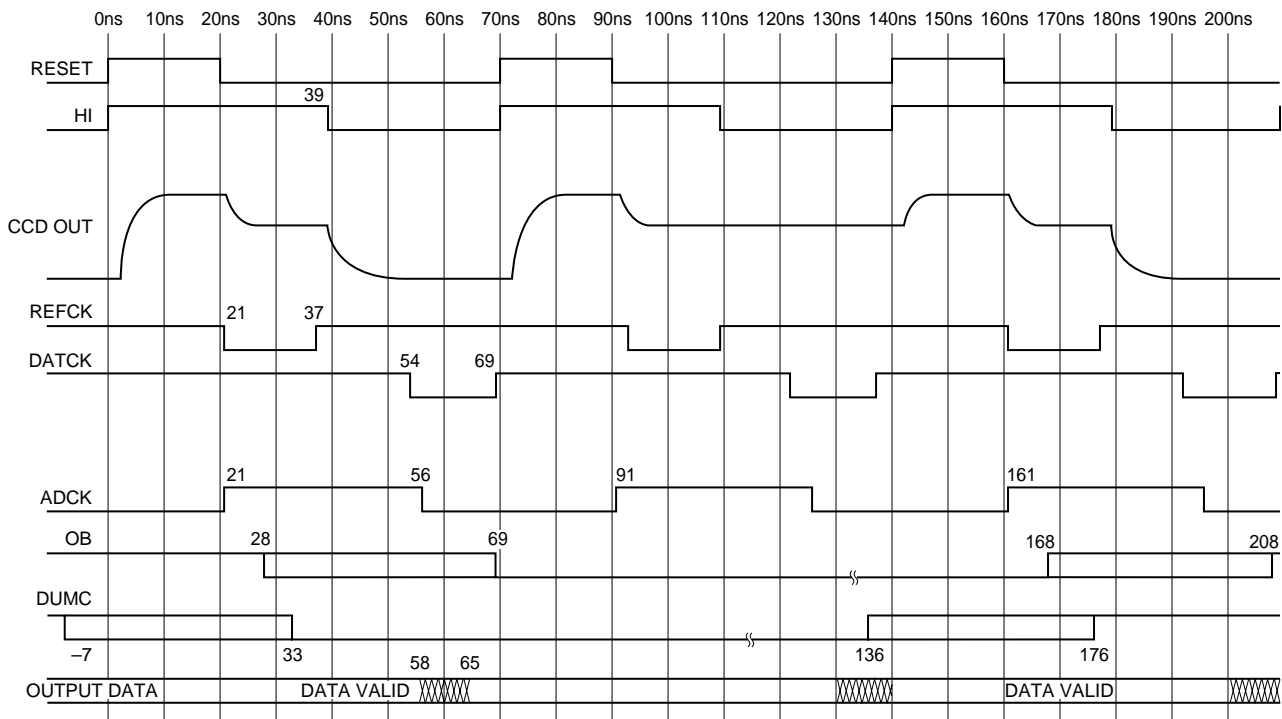 0ns 20ns 30ns 40ns 50ns 60ns 70ns 80ns 90ns 100ns 110ns 120ns 130ns 140ns 150ns 160ns 170ns 180ns 190ns 200ns
RESET
39
HI
CCD OUT
REFCK 21 37
DATCK 54 69
21 56 91 161
ADCK
OB 28 69 168 208
DUMC
–7 33 136 176
58 65
OUTPUT DATA DATA VALID DATA VALID